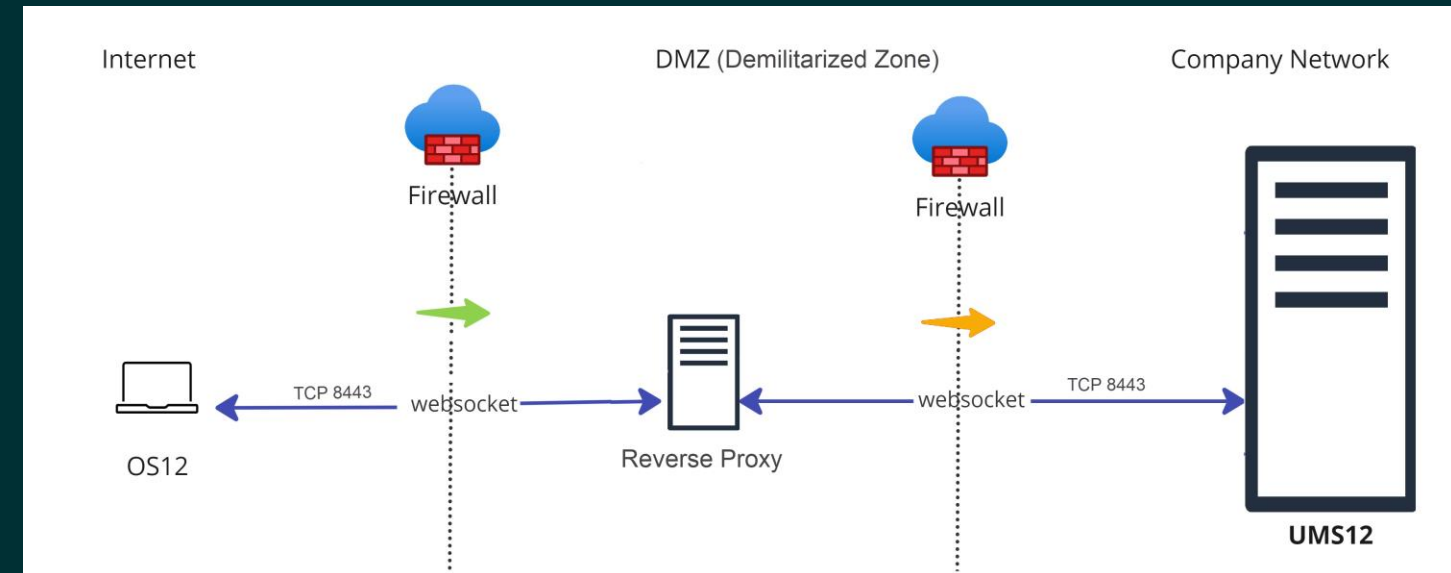 Internet
DMZ (Demilitarized Zone)
Company Network
Firewall
Firewall
TCP 8443
websocket
websocket
TCP 8443
OS12
Reverse Proxy
UMS12